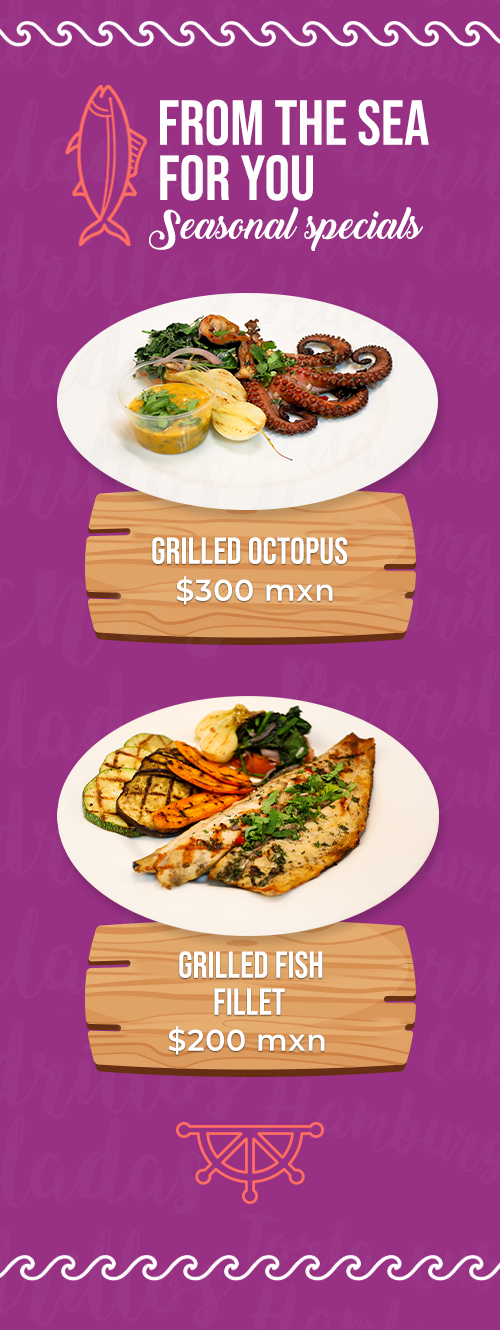 FROM THE SEA
FOR YOU
Seasonal specials
GRILLED OCTOPUS
$300 mxn
GRILLED FISH
FILLET
$200 mxn